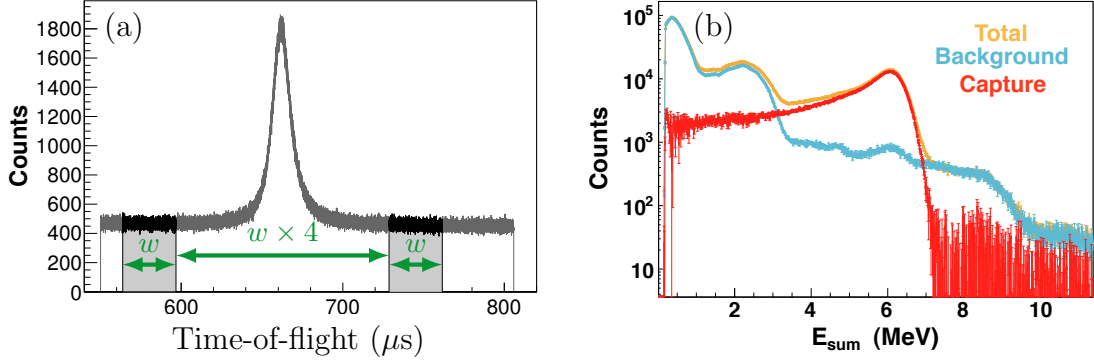 (a)
1800
1600
1400
1200
1000
800
600
400
200
0
Counts
w
w × 4
w
600
700
800
Time-of-flight (μs)
(b)
10⁵
10⁴
10³
10²
10
Counts
Total
Background
Capture
2
4
6
8
10
E_sum (MeV)